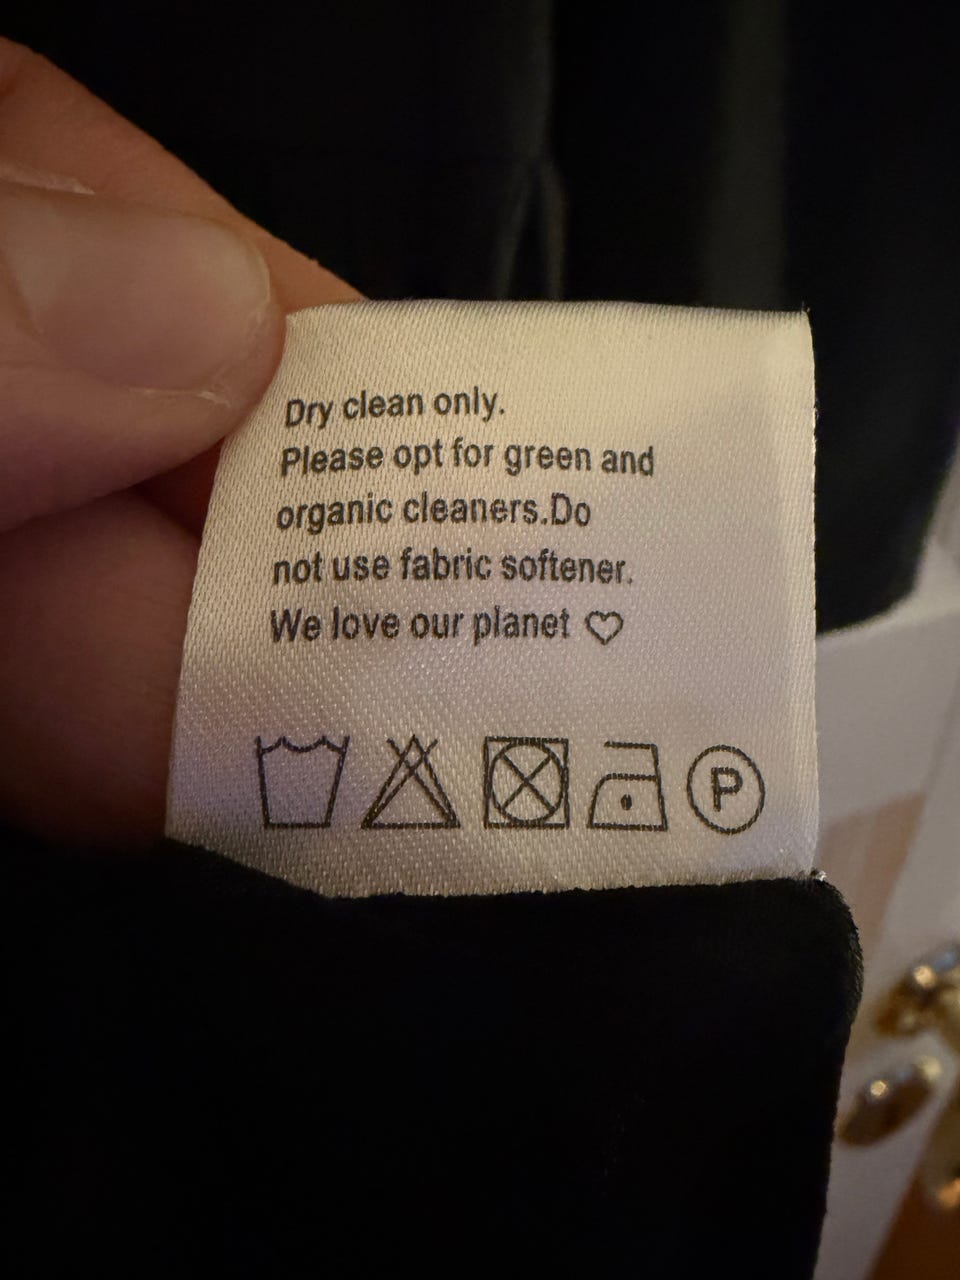 Dry clean only.
Please opt for green and
organic cleaners.Do
not use fabric softener.
We love our planet ♡
P